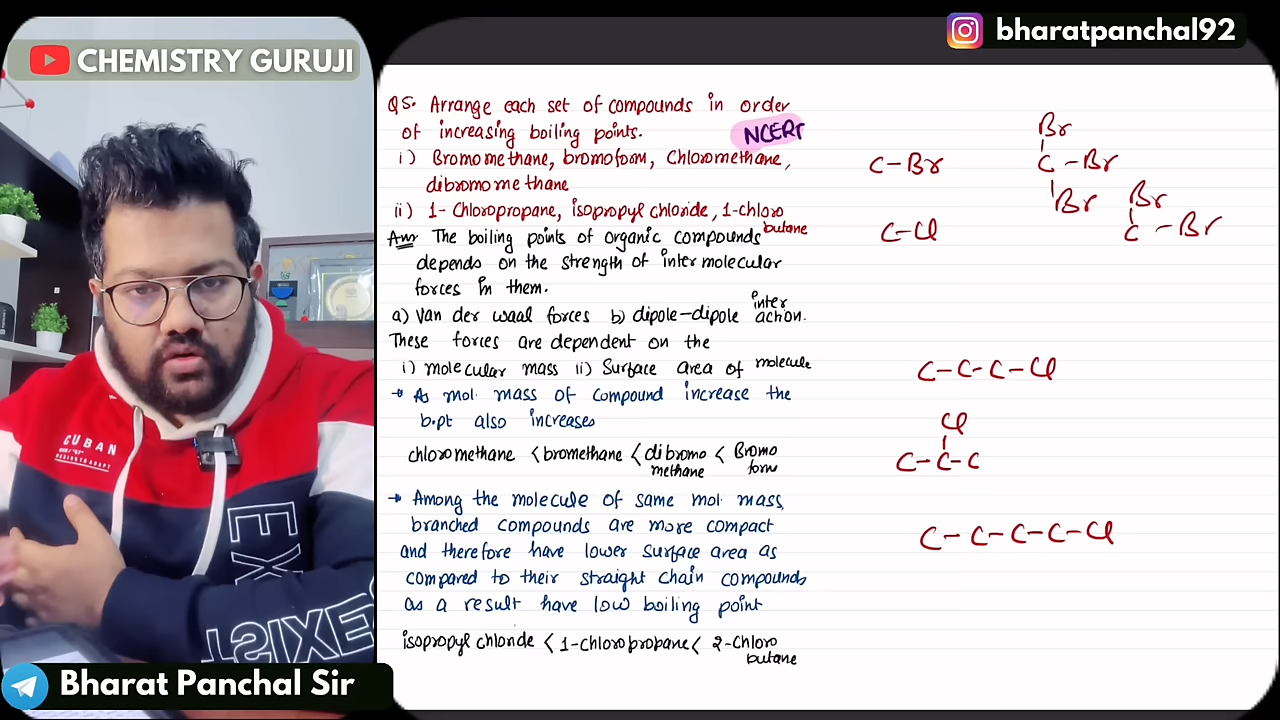 CHEMISTRY GURUJI
bharatpanchal92
Q5. Arrange each set of compounds in order
of increasing boiling points.
NCERT
i) Bromomethane, bromoform, Chloromethane,
dibromomethane
ii) 1-Chloropropane, isopropyl chloride, 1-chloro
butane
Ans The boiling points of organic compounds
depends on the strength of intermolecular
forces in them.
a) Van der waal forces b) dipole-dipole inter
action.
These forces are dependent on the
i) molecular mass ii) Surface area of molecule
→ As mol. mass of compound increase the
b.pt also increases
chloromethane < bromethane < dibromo < Bromo
methane form
→ Among the molecule of same mol. mass,
branched compounds are more compact
and therefore have lower surface area as
compared to their straight chain compounds
as a result have low boiling point
isopropyl chloride < 1-chloropropane < 2-Chloro
butane
C-Br
Br
C-Br
Br
C-Cl
Br
C-Br
C-C-C-Cl
Cl
C-C-C
C-C-C-C-Cl
CUBAN
DESIGN TO ADAPT
EXIST
Bharat Panchal Sir